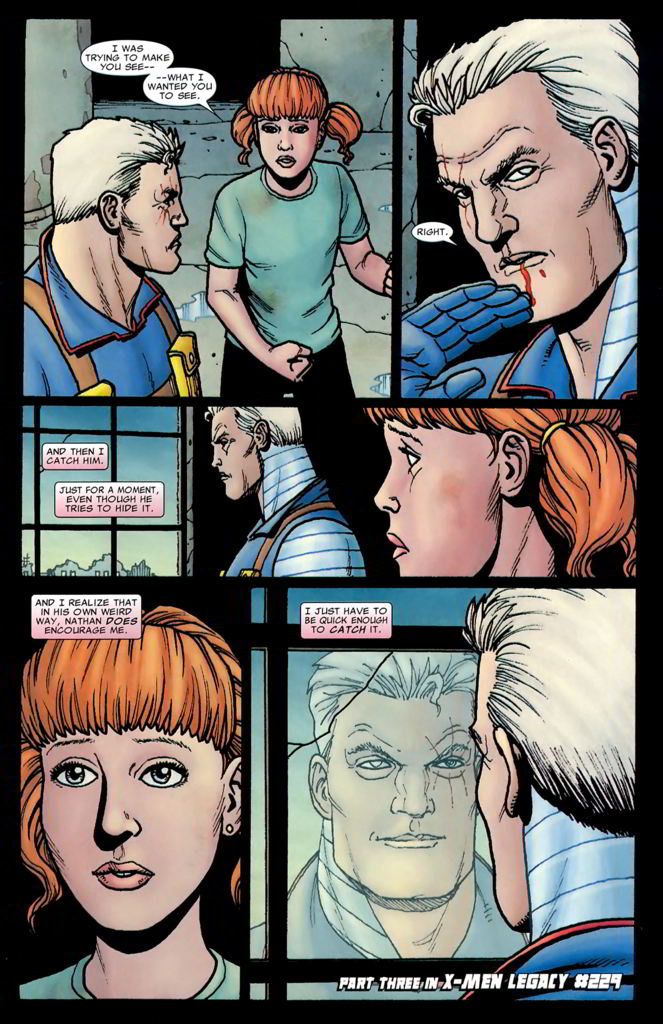 I WAS
TRYING TO MAKE
YOU SEE--
--WHAT I
WANTED YOU
TO SEE.
RIGHT.
AND THEN I
CATCH HIM.
JUST FOR A MOMENT,
EVEN THOUGH HE
TRIES TO HIDE IT.
AND I REALIZE THAT
IN HIS OWN WEIRD
WAY, NATHAN DOES
ENCOURAGE ME.
I JUST HAVE TO
BE QUICK ENOUGH
TO CATCH IT.
PART THREE IN X-MEN LEGACY #229